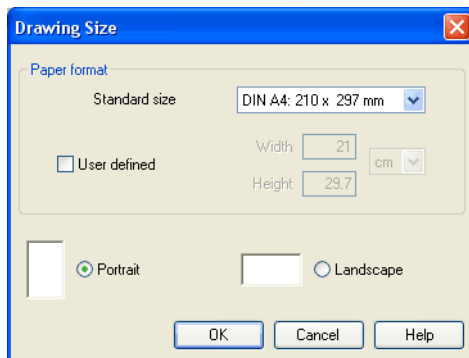 Drawing Size
Paper format
Standard size DIN A4: 210 x 297 mm
Width 21
User defined cm
Height 29.7
Portrait Landscape
OK Cancel Help